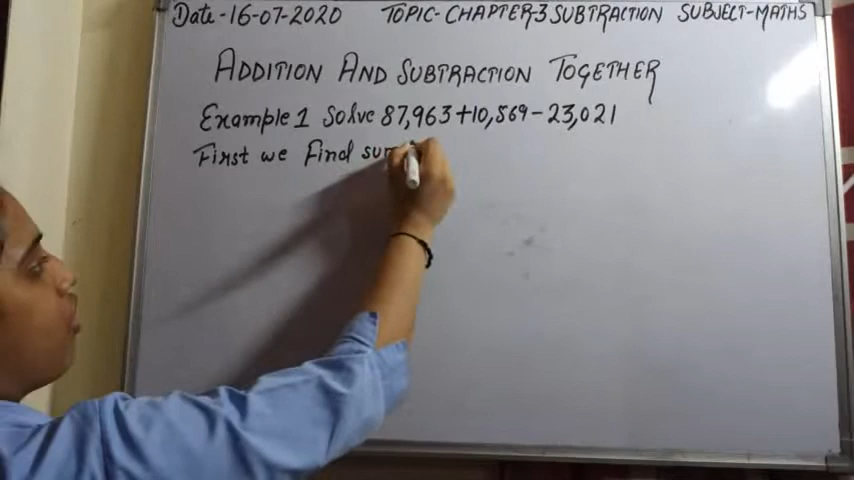 Date-16-07-2020 TOPIC-CHAPTER-3 SUBTRACTION SUBJECT-MATHS
ADDITION AND SUBTRACTION TOGETHER
Example 1 Solve 87,963+10,569-23,021
First we Find sum